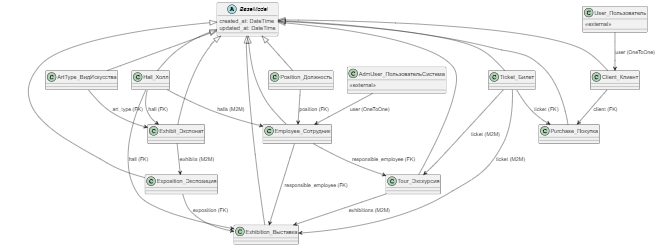 BaseModel
created_at: DateTime
updated_at: DateTime
User_Пользователь
«external»
user (OneToOne)
ArtType_ВидИскусства
Hall_Холл
Position_Должность
AdmUser_ПользовательСистема
«external»
Ticket_Билет
Client_Клиент
art_type (FK)
hall (FK)
halls (M2M)
position (FK)
user (OneToOne)
ticket (FK)
client (FK)
Exhibit_Экспонат
Employee_Сотрудник
Purchase_Покупка
ticket (M2M)
hall (FK)
exhibits (M2M)
responsible_employee (FK)
ticket (M2M)
Exposition_Экспозиция
responsible_employee (FK)
Tour_Экскурсия
exposition (FK)
exhibitions (M2M)
Exhibition_Выставка